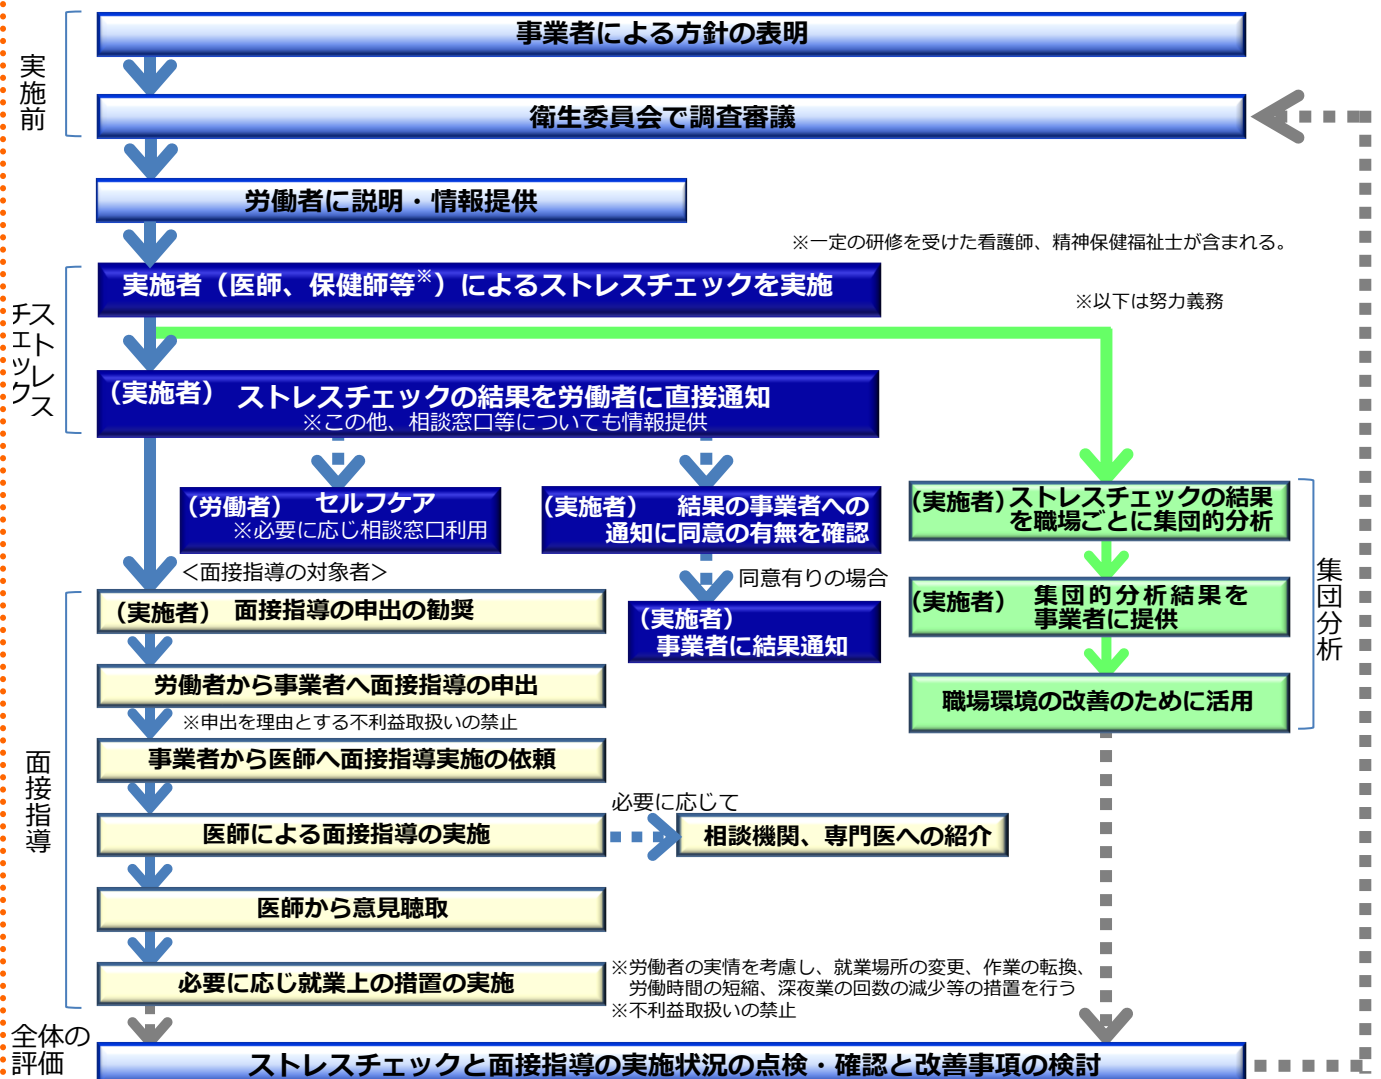 実施前
事業者による方針の表明
衛生委員会で調査審議
労働者に説明・情報提供
※一定の研修を受けた看護師、精神保健福祉士が含まれる。
ストレス
チェック
実施者（医師、保健師等※）によるストレスチェックを実施
※以下は努力義務
（実施者） ストレスチェックの結果を労働者に直接通知
※この他、相談窓口等についても情報提供
（労働者） セルフケア
※必要に応じ相談窓口利用
（実施者） 結果の事業者への
通知に同意の有無を確認
同意有りの場合
（実施者）
事業者に結果通知
集団分析
（実施者） ストレスチェックの結果
を職場ごとに集団的分析
（実施者） 集団的分析結果を
事業者に提供
職場環境の改善のために活用
面接指導
＜面接指導の対象者＞
（実施者） 面接指導の申出の勧奨
労働者から事業者へ面接指導の申出
※申出を理由とする不利益取扱いの禁止
事業者から医師へ面接指導実施の依頼
医師による面接指導の実施
必要に応じて
相談機関、専門医への紹介
医師から意見聴取
必要に応じ就業上の措置の実施
※労働者の実情を考慮し、就業場所の変更、作業の転換、
労働時間の短縮、深夜業の回数の減少等の措置を行う
※不利益取扱いの禁止
全体の
評価
ストレスチェックと面接指導の実施状況の点検・確認と改善事項の検討